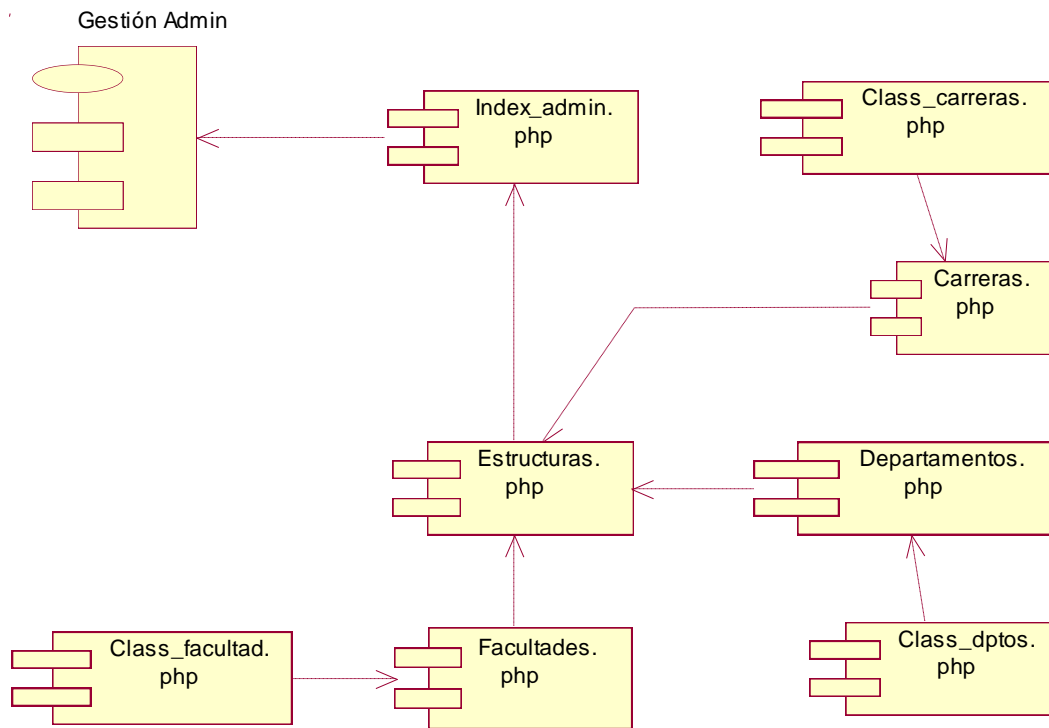 Gestión Admin
Index_admin.
php
Class_carreras.
php
Carreras.
php
Estructuras.
php
Departamentos.
php
Class_facultad.
php
Facultades.
php
Class_dptos.
php